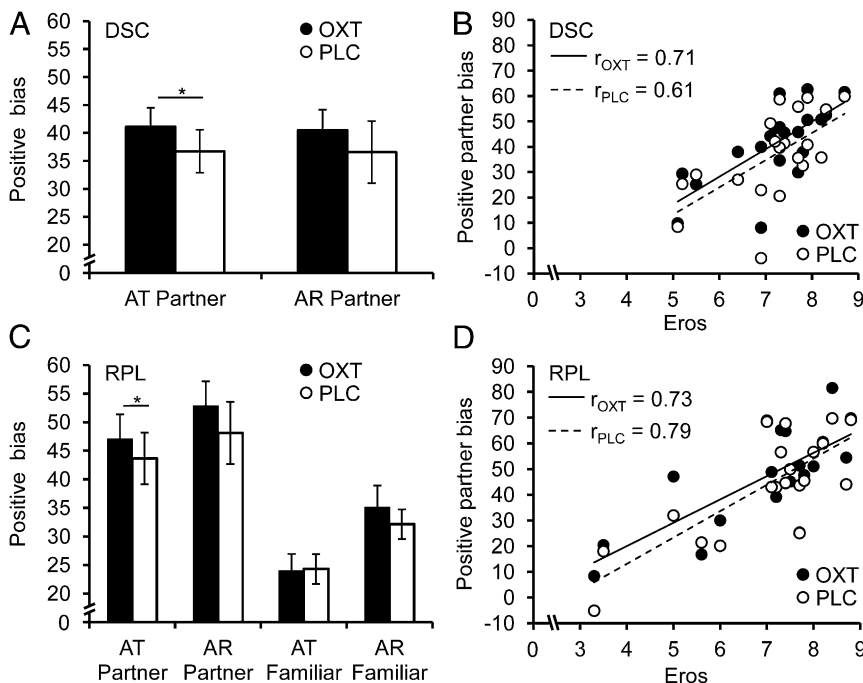 A
DSC
OXT
PLC
Positive bias
60
55
50
45
40
35
30
25
20
0
*
AT Partner
AR Partner
B
DSC
rOXT = 0.71
rPLC = 0.61
Positive partner bias
90
80
70
60
50
40
30
20
10
0
-10
OXT
PLC
0 3 4 5 6 7 8 9
Eros
C
RPL
OXT
PLC
Positive bias
60
55
50
45
40
35
30
25
20
0
*
AT Partner
AR Partner
AT Familiar
AR Familiar
D
RPL
rOXT = 0.73
rPLC = 0.79
Positive partner bias
90
80
70
60
50
40
30
20
10
0
-10
OXT
PLC
0 3 4 5 6 7 8 9
Eros